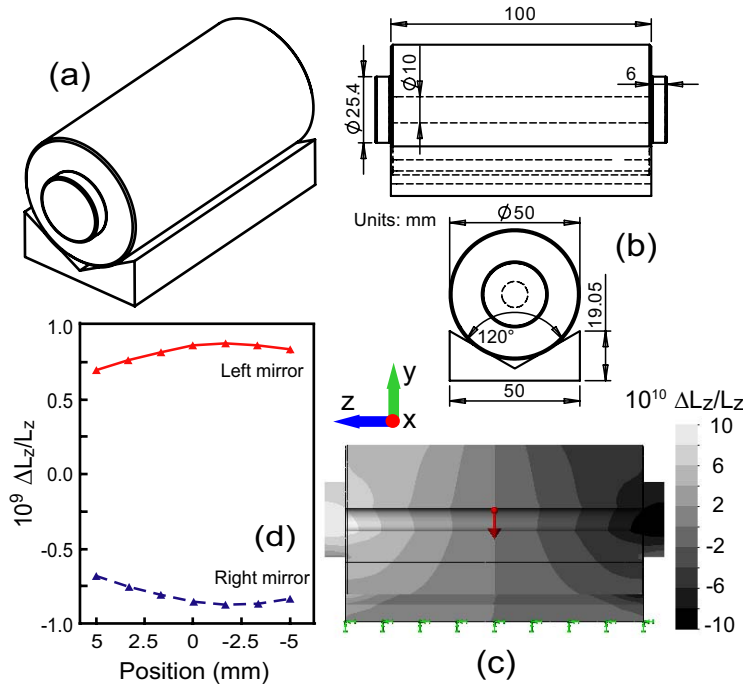 (a)
100
Ø10
6
Ø25.4
Units: mm
Ø50
(b)
120°
19.05
50
(d)
1.0
0.5
0.0
-0.5
-1.0
10⁹ ΔLz/Lz
Left mirror
Right mirror
5 2.5 0 -2.5 -5
Position (mm)
y
z
x
10¹⁰ ΔLz/Lz
10
6
2
-2
-6
-10
(c)